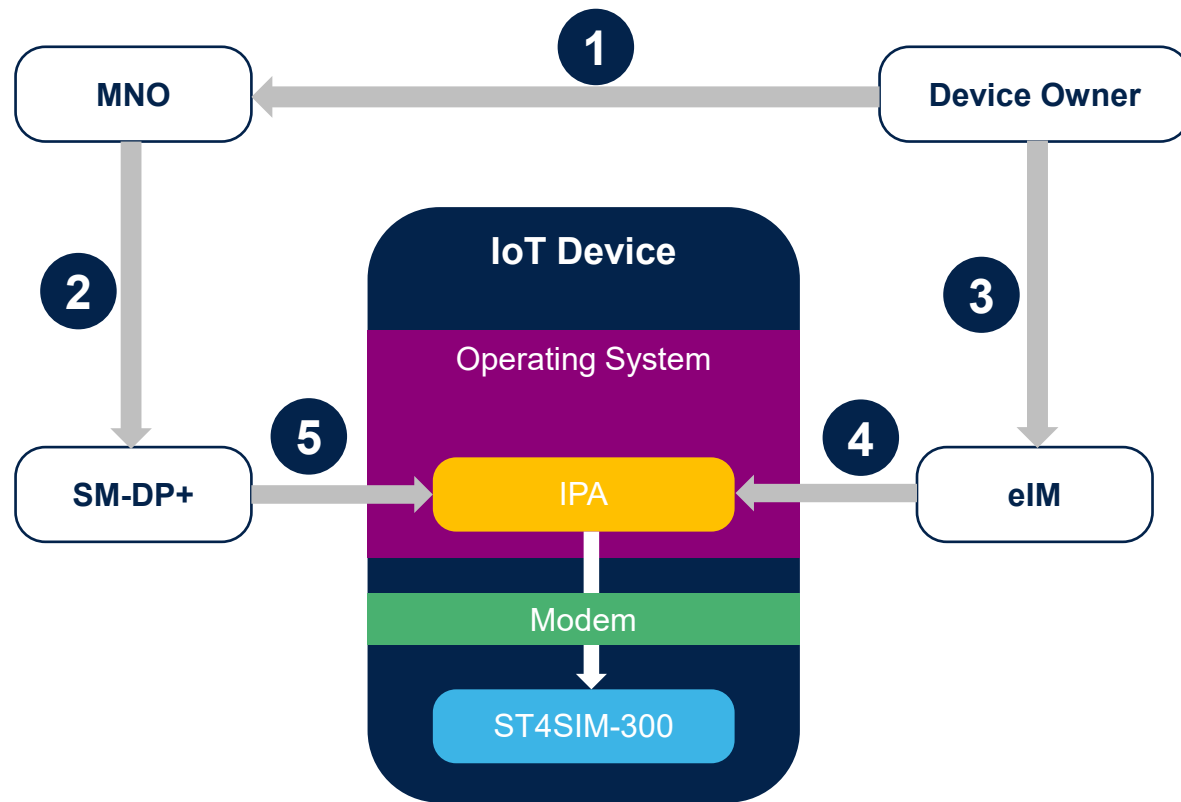 1
MNO
Device Owner
IoT Device
2
3
Operating System
5
4
SM-DP+
IPA
eIM
Modem
ST4SIM-300